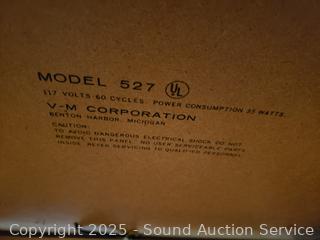 MODEL 527 UL
117 VOLTS-60 CYCLES. POWER CONSUMPTION 35 WATTS.
V-M CORPORATION
BENTON HARBOR, MICHIGAN
CAUTION:
TO AVOID DANGEROUS ELECTRICAL SHOCK DO NOT
REMOVE THIS PANEL. NO USER SERVICEABLE PARTS
INSIDE. REFER SERVICING TO QUALIFIED PERSONNEL.
Copyright 2025 - Sound Auction Service